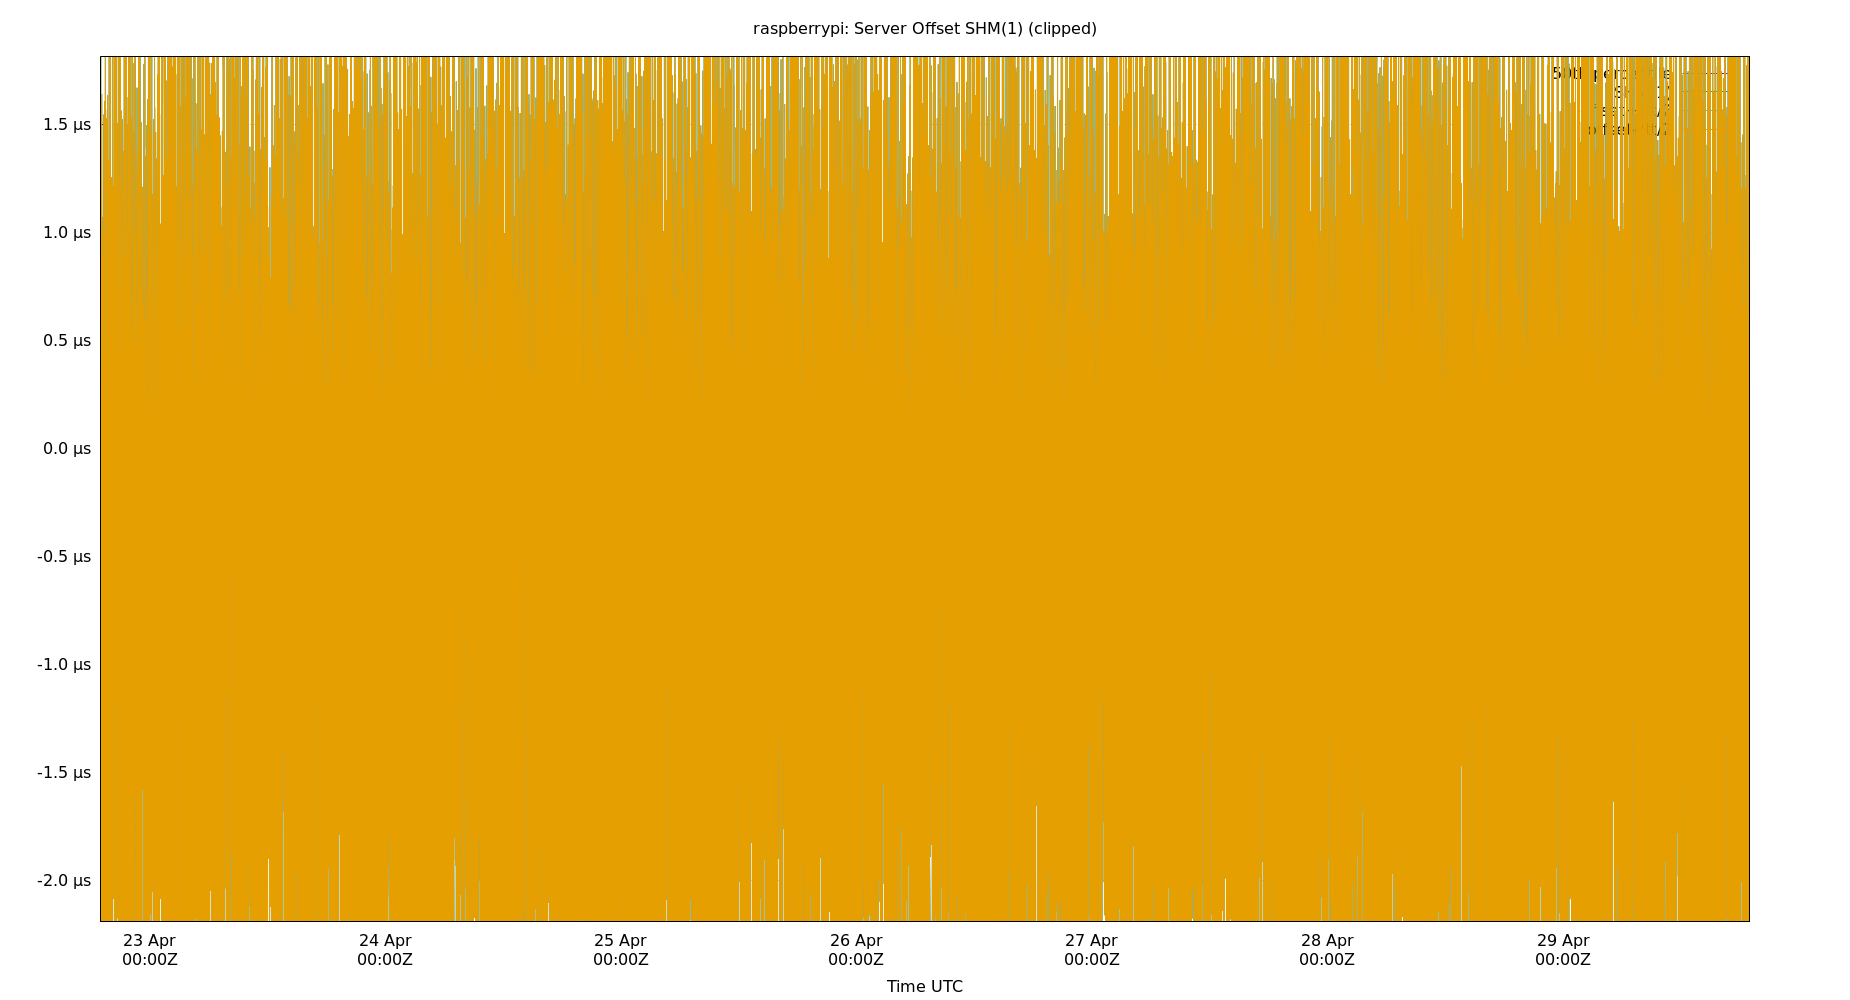 raspberrypi: Server Offset SHM(1) (clipped)
1.5 µs
1.0 µs
0.5 µs
0.0 µs
-0.5 µs
-1.0 µs
-1.5 µs
-2.0 µs
23 Apr 24 Apr 25 Apr 26 Apr 27 Apr 28 Apr 29 Apr
00:00Z 00:00Z 00:00Z 00:00Z 00:00Z 00:00Z 00:00Z
Time UTC